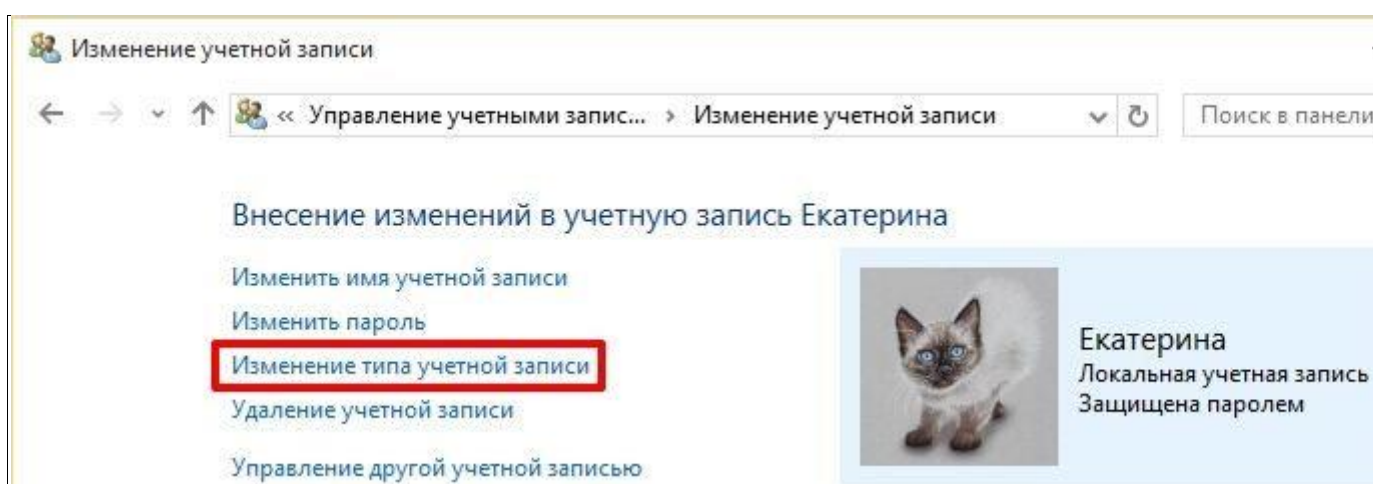 Изменение учетной записи
« Управление учетными запис... › Изменение учетной записи
Поиск в панели
Внесение изменений в учетную запись Екатерина
Изменить имя учетной записи
Изменить пароль
Изменение типа учетной записи
Удаление учетной записи
Управление другой учетной записью
Екатерина
Локальная учетная запись
Защищена паролем